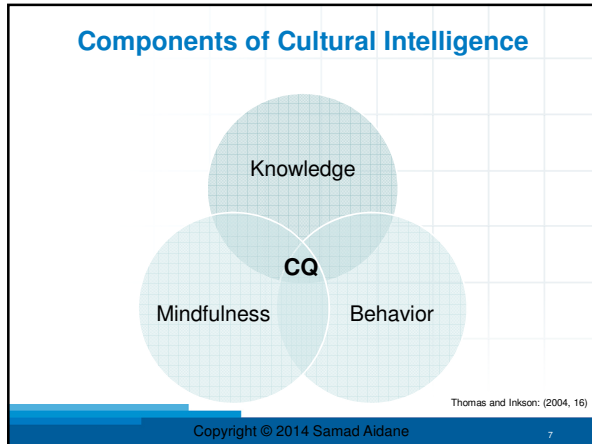 Components of Cultural Intelligence
Knowledge
CQ
Mindfulness
Behavior
Thomas and Inkson: (2004, 16)
Copyright © 2014 Samad Aidane
7